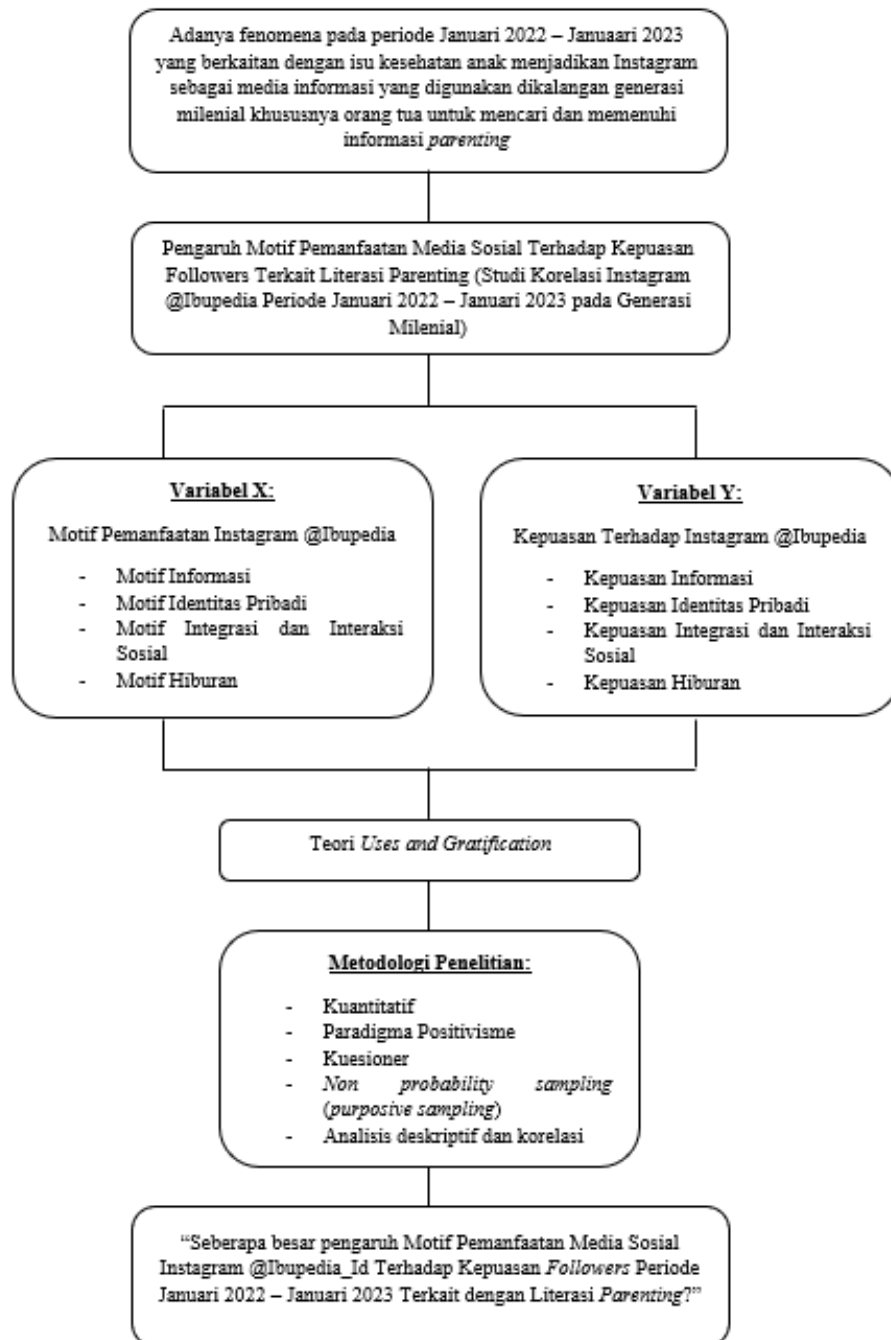 Adanya fenomena pada periode Januari 2022 – Januaari 2023
yang berkaitan dengan isu kesehatan anak menjadikan Instagram
sebagai media informasi yang digunakan dikalangan generasi
milenial khususnya orang tua untuk mencari dan memenuhi
informasi parenting
Pengaruh Motif Pemanfaatan Media Sosial Terhadap Kepuasan
Followers Terkait Literasi Parenting (Studi Korelasi Instagram
@Ibupedia Periode Januari 2022 – Januari 2023 pada Generasi
Milenial)
Variabel X:
Motif Pemanfaatan Instagram @Ibupedia
- Motif Informasi
- Motif Identitas Pribadi
- Motif Integrasi dan Interaksi
Sosial
- Motif Hiburan
Variabel Y:
Kepuasan Terhadap Instagram @Ibupedia
- Kepuasan Informasi
- Kepuasan Identitas Pribadi
- Kepuasan Integrasi dan Interaksi
Sosial
- Kepuasan Hiburan
Teori Uses and Gratification
Metodologi Penelitian:
- Kuantitatif
- Paradigma Positivisme
- Kuesioner
- Non probability sampling
(purposive sampling)
- Analisis deskriptif dan korelasi
“Seberapa besar pengaruh Motif Pemanfaatan Media Sosial
Instagram @Ibupedia_Id Terhadap Kepuasan Followers Periode
Januari 2022 – Januari 2023 Terkait dengan Literasi Parenting?”